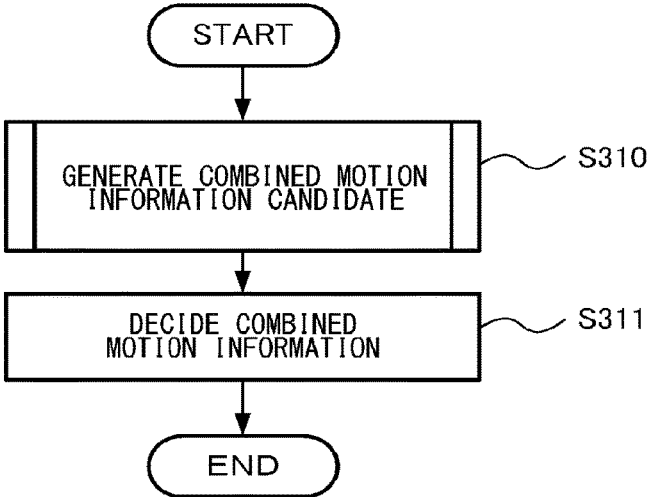 START
GENERATE COMBINED MOTION
INFORMATION CANDIDATE
S310
DECIDE COMBINED
MOTION INFORMATION
S311
END